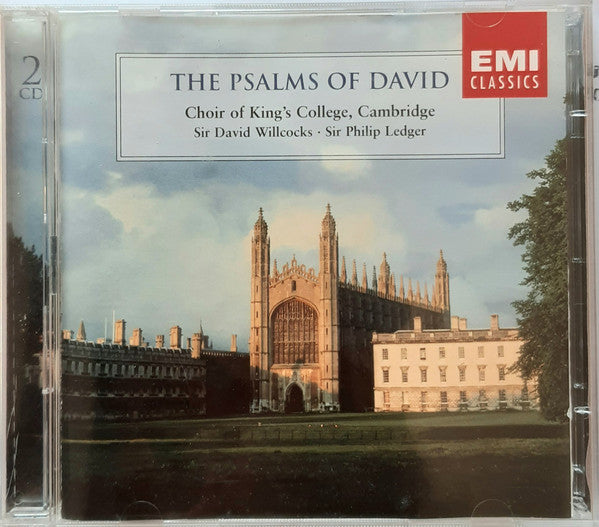 2
CD
EMI
CLASSICS
THE PSALMS OF DAVID
Choir of King's College, Cambridge
Sir David Willcocks · Sir Philip Ledger